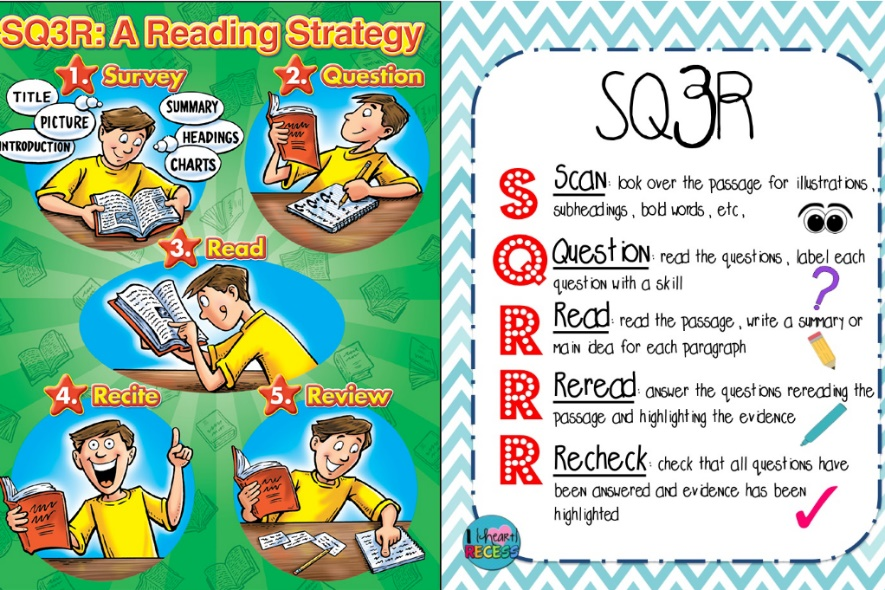 SQ3R: A Reading Strategy
1. Survey
TITLE
PICTURE
INTRODUCTION
SUMMARY
HEADINGS
CHARTS
2. Question
3. Read
4. Recite
5. Review
SQ3R
S
Scan: look over the passage for illustrations,
subheadings, bold words, etc,
Q
Question: read the questions, label each
question with a skill
?
R
Read: read the passage, write a summary or
main idea for each paragraph
R
Reread: answer the questions rereading the
passage and highlighting the evidence
R
Recheck: check that all questions have
been answered and evidence has been
highlighted
I {heart}
RECESS